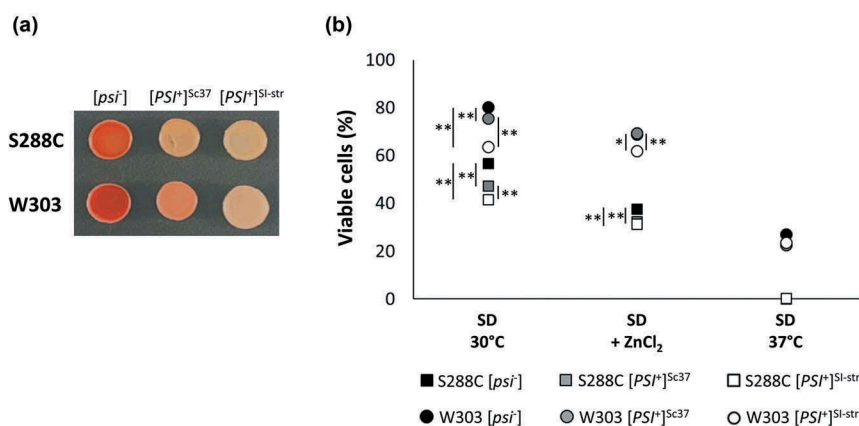 (a)
[psi⁻] [PSI⁺]ˢᶜ³⁷ [PSI⁺]ˢˡ⁻ˢᵗʳ
S288C
W303
(b)
Viable cells (%)
100
80
60
40
20
0
** ** **
** ** **
* **
** **
SD SD SD
30°C + ZnCl₂ 37°C
S288C [psi⁻] S288C [PSI⁺]ˢᶜ³⁷ S288C [PSI⁺]ˢˡ⁻ˢᵗʳ
W303 [psi⁻] W303 [PSI⁺]ˢᶜ³⁷ W303 [PSI⁺]ˢˡ⁻ˢᵗʳ